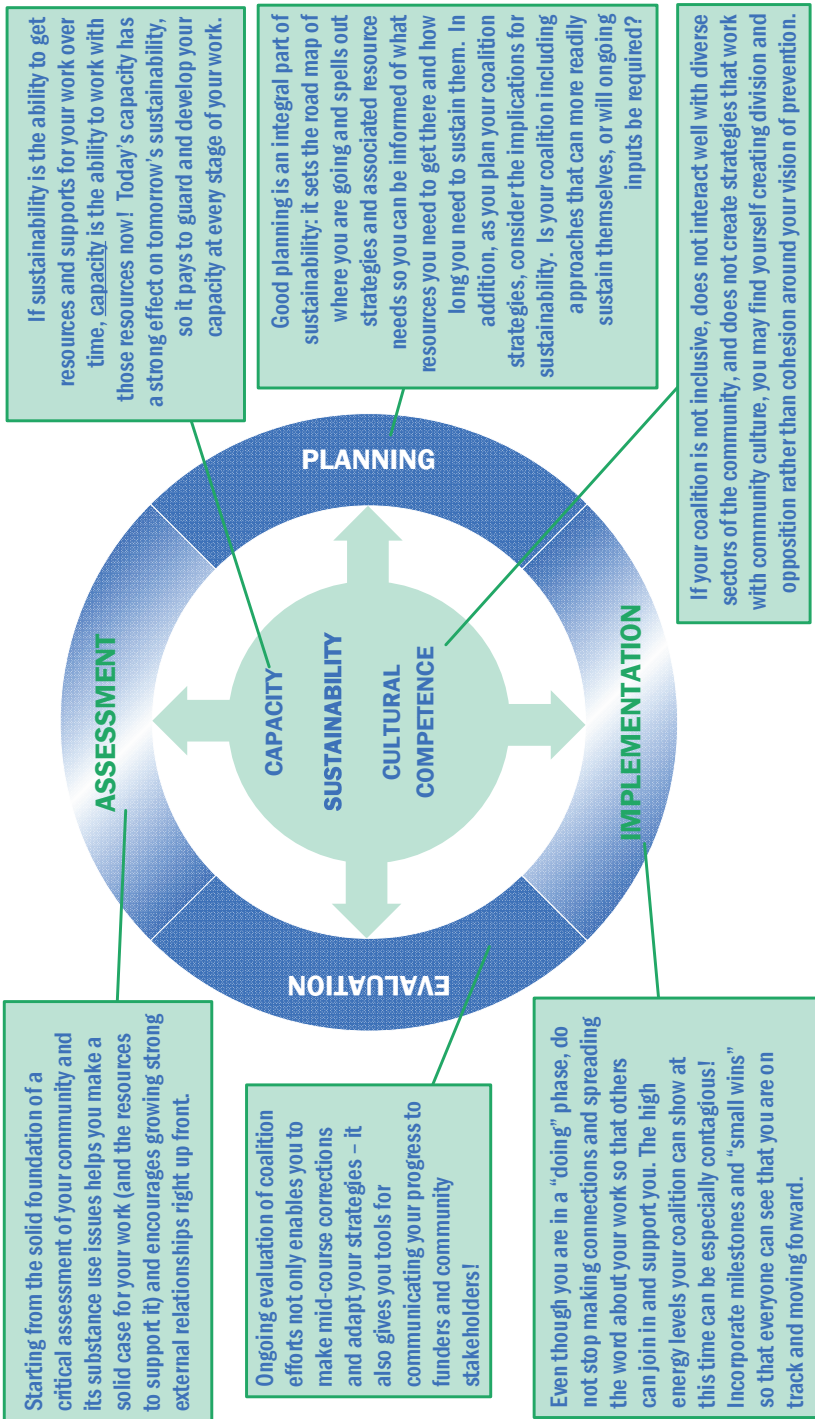 Starting from the solid foundation of a
critical assessment of your community and
its substance use issues helps you make a
solid case for your work (and the resources
to support it) and encourages growing strong
external relationships right up front.
If sustainability is the ability to get
resources and supports for your work over
time, capacity is the ability to work with
those resources now! Today’s capacity has
a strong effect on tomorrow’s sustainability,
so it pays to guard and develop your
capacity at every stage of your work.
ASSESSMENT
Ongoing evaluation of coalition
efforts not only enables you to
make mid-course corrections
and adapt your strategies – it
also gives you tools for
communicating your progress to
funders and community
stakeholders!
EVALUATION
CAPACITY
SUSTAINABILITY
CULTURAL
COMPETENCE
PLANNING
Good planning is an integral part of
sustainability: it sets the road map of
where you are going and spells out
strategies and associated resource
needs so you can be informed of what
resources you need to get there and how
long you need to sustain them. In
addition, as you plan your coalition
strategies, consider the implications for
sustainability. Is your coalition including
approaches that can more readily
sustain themselves, or will ongoing
inputs be required?
IMPLEMENTATION
Even though you are in a “doing” phase, do
not stop making connections and spreading
the word about your work so that others
can join in and support you. The high
energy levels your coalition can show at
this time can be especially contagious!
Incorporate milestones and “small wins”
so that everyone can see that you are on
track and moving forward.
If your coalition is not inclusive, does not interact well with diverse
sectors of the community, and does not create strategies that work
with community culture, you may find yourself creating division and
opposition rather than cohesion around your vision of prevention.